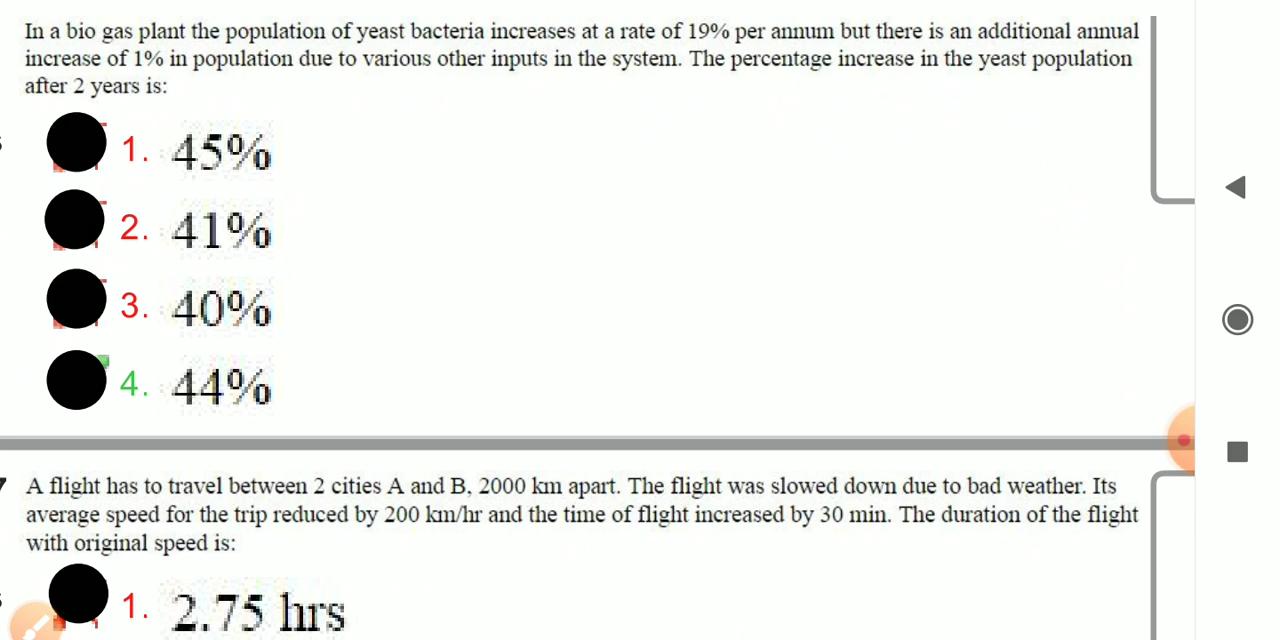 In a bio gas plant the population of yeast bacteria increases at a rate of 19% per annum but there is an additional annual
increase of 1% in population due to various other inputs in the system. The percentage increase in the yeast population
after 2 years is:
1. 45%
2. 41%
3. 40%
4. 44%
A flight has to travel between 2 cities A and B, 2000 km apart. The flight was slowed down due to bad weather. Its
average speed for the trip reduced by 200 km/hr and the time of flight increased by 30 min. The duration of the flight
with original speed is:
1. 2.75 hrs